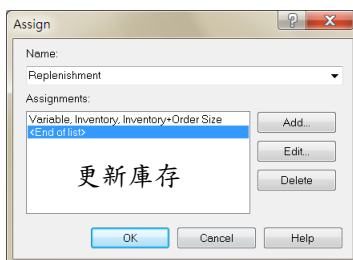 Assign
Name:
Replenishment
Assignments:
Variable, Inventory, Inventory+Order Size
<End of list>
更新庫存
Add...
Edit...
Delete
OK
Cancel
Help